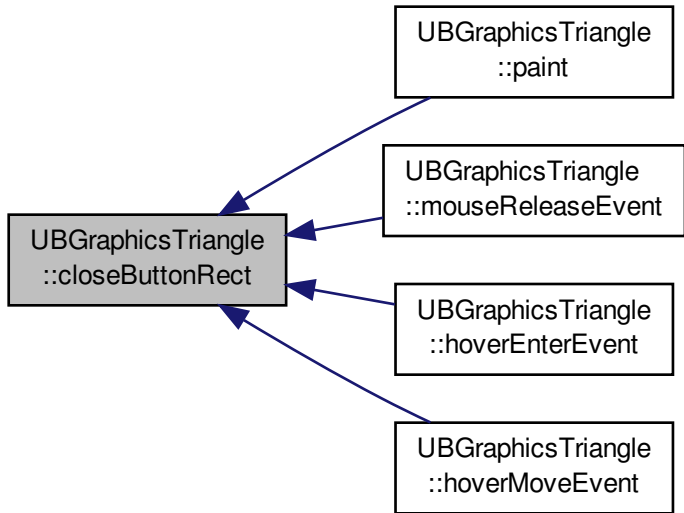 UBGraphicsTriangle
::paint
UBGraphicsTriangle
::mouseReleaseEvent
UBGraphicsTriangle
::closeButtonRect
UBGraphicsTriangle
::hoverEnterEvent
UBGraphicsTriangle
::hoverMoveEvent